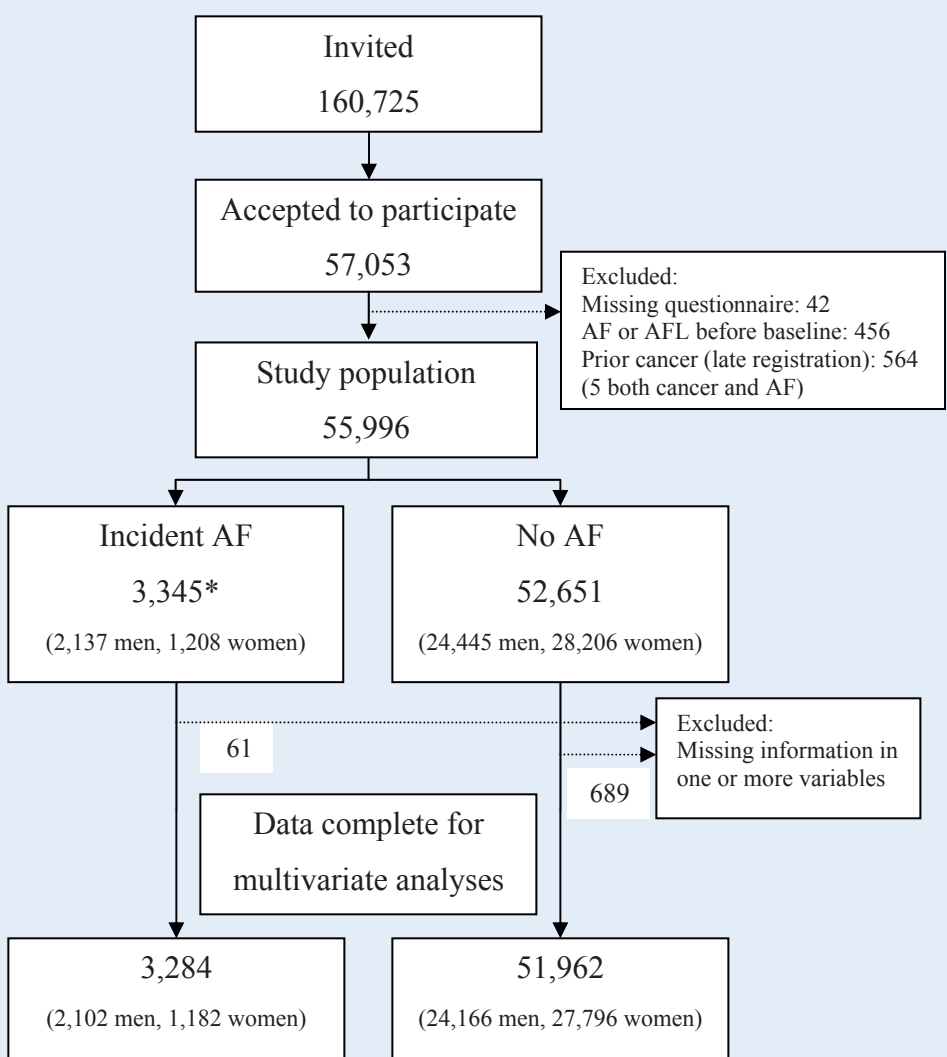 Invited
160,725
Accepted to participate
57,053
Excluded:
Missing questionnaire: 42
AF or AFL before baseline: 456
Prior cancer (late registration): 564
(5 both cancer and AF)
Study population
55,996
Incident AF
3,345*
(2,137 men, 1,208 women)
No AF
52,651
(24,445 men, 28,206 women)
61
689
Excluded:
Missing information in
one or more variables
Data complete for
multivariate analyses
3,284
(2,102 men, 1,182 women)
51,962
(24,166 men, 27,796 women)